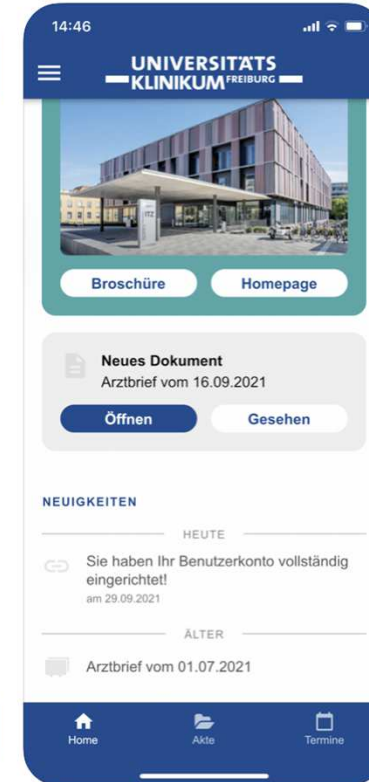 14:46
UNIVERSITÄTS
KLINIKUM FREIBURG
ITZ
Broschüre
Homepage
Neues Dokument
Arztbrief vom 16.09.2021
Öffnen
Gesehen
NEUIGKEITEN
HEUTE
Sie haben Ihr Benutzerkonto vollständig
eingerichtet!
am 29.09.2021
ÄLTER
Arztbrief vom 01.07.2021
Home
Akte
Termine